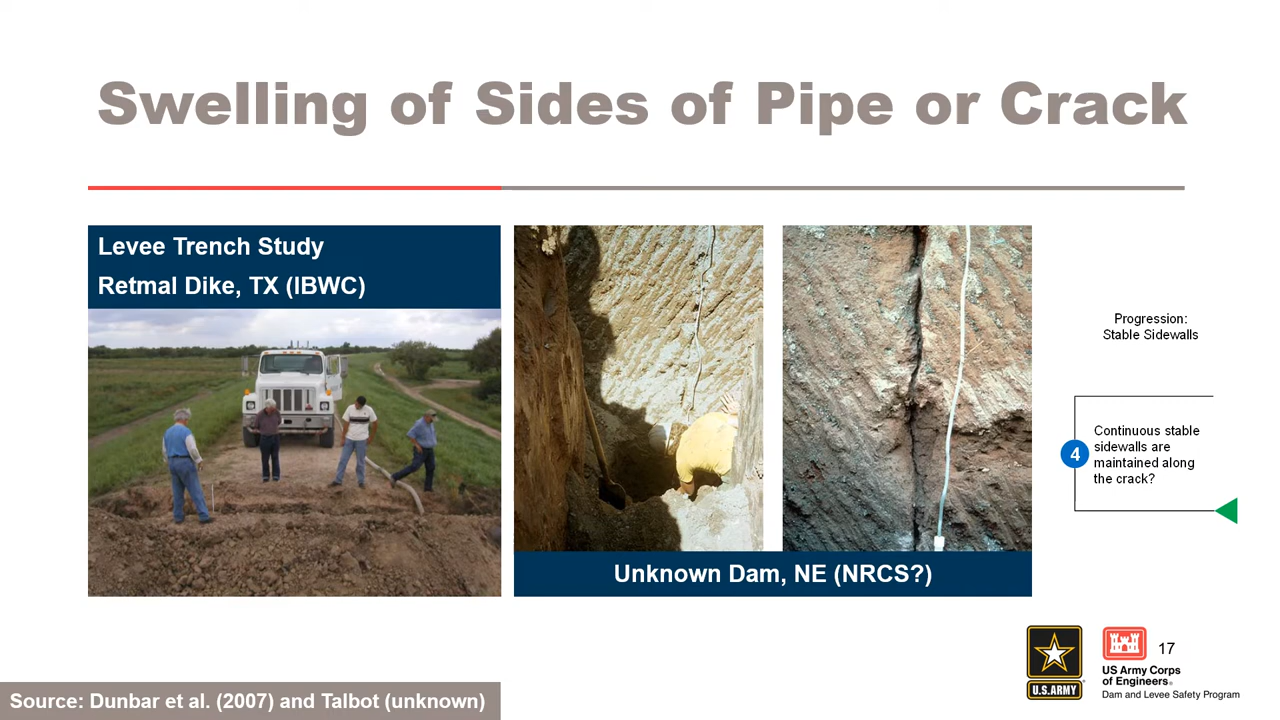 Swelling of Sides of Pipe or Crack
Levee Trench Study
Retmal Dike, TX (IBWC)
Unknown Dam, NE (NRCS?)
Progression:
Stable Sidewalls
4
Continuous stable
sidewalls are
maintained along
the crack?
U.S.ARMY
17
US Army Corps
of Engineers®
Dam and Levee Safety Program
Source: Dunbar et al. (2007) and Talbot (unknown)